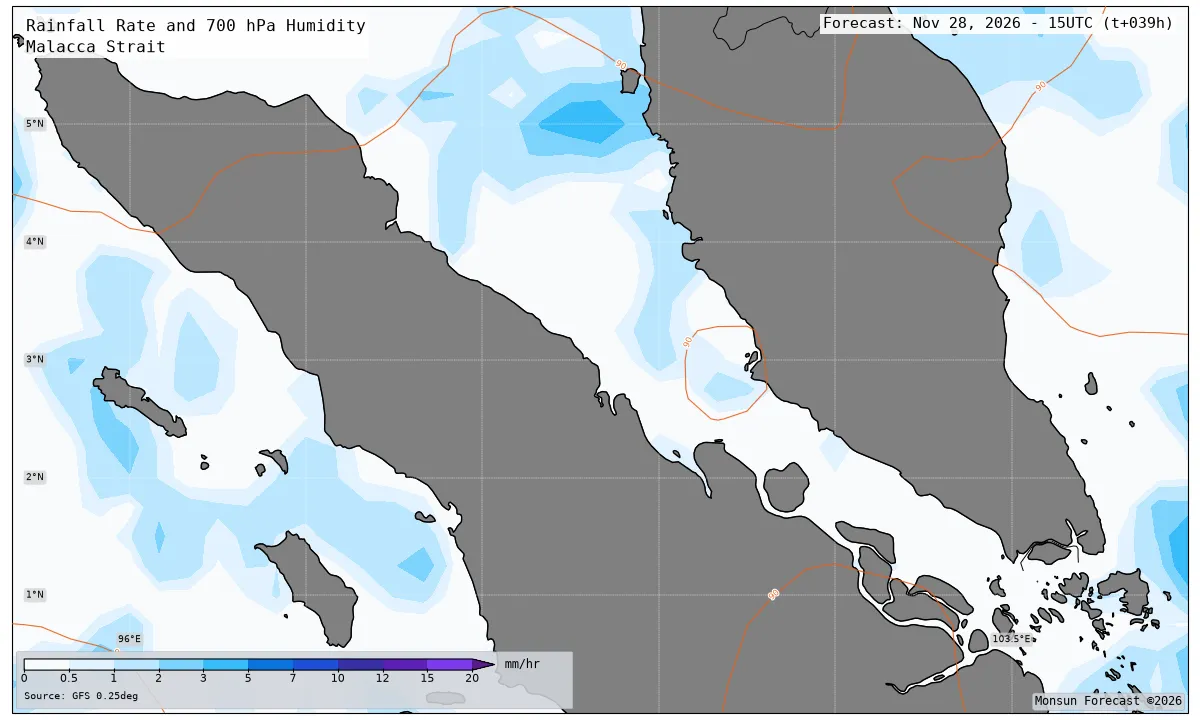 Rainfall Rate and 700 hPa Humidity
Malacca Strait
Forecast: Nov 28, 2026 - 15UTC (t+039h)
90
90
5°N
4°N
3°N
90
2°N
1°N
90
96°E
103.5°E
0 0.5 1 2 3 5 7 10 12 15 20
mm/hr
Source: GFS 0.25deg
Monsun Forecast ©2026